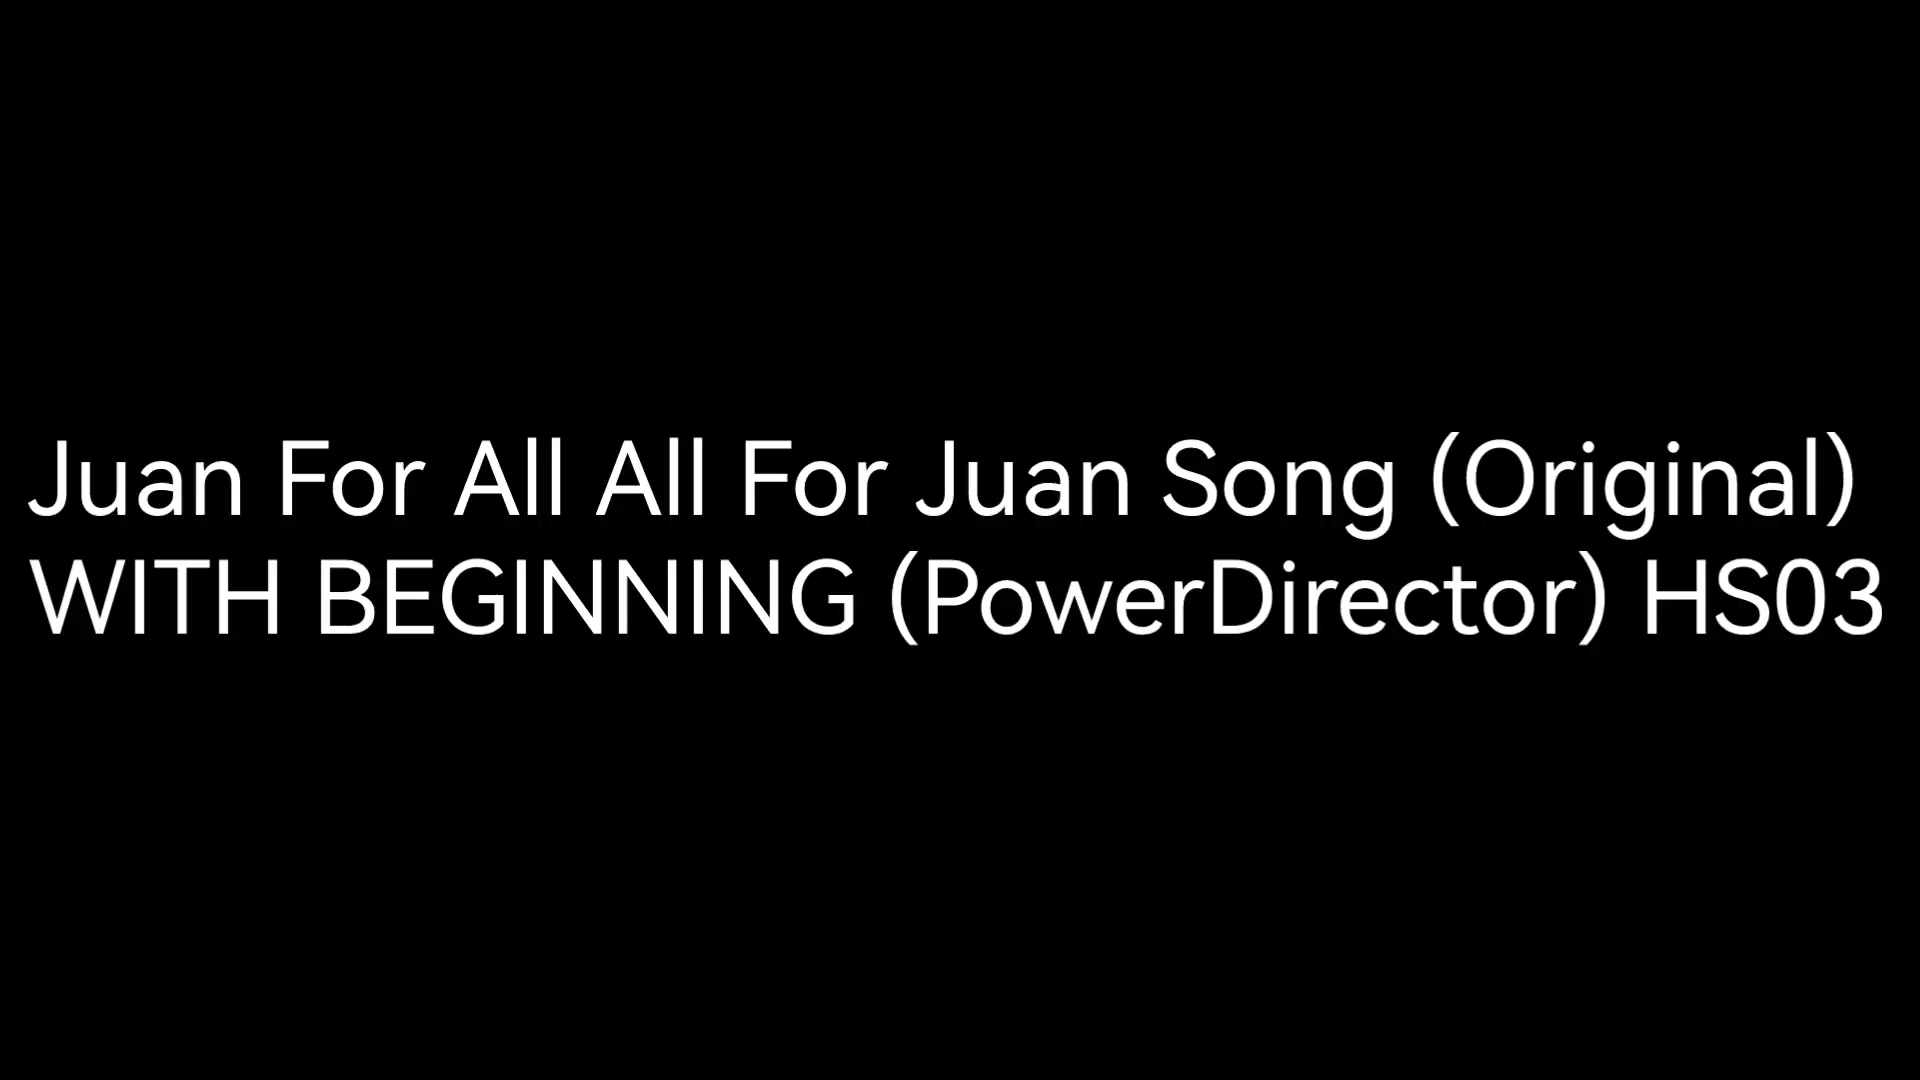 Juan For All All For Juan Song (Original)
WITH BEGINNING (PowerDirector) HS03